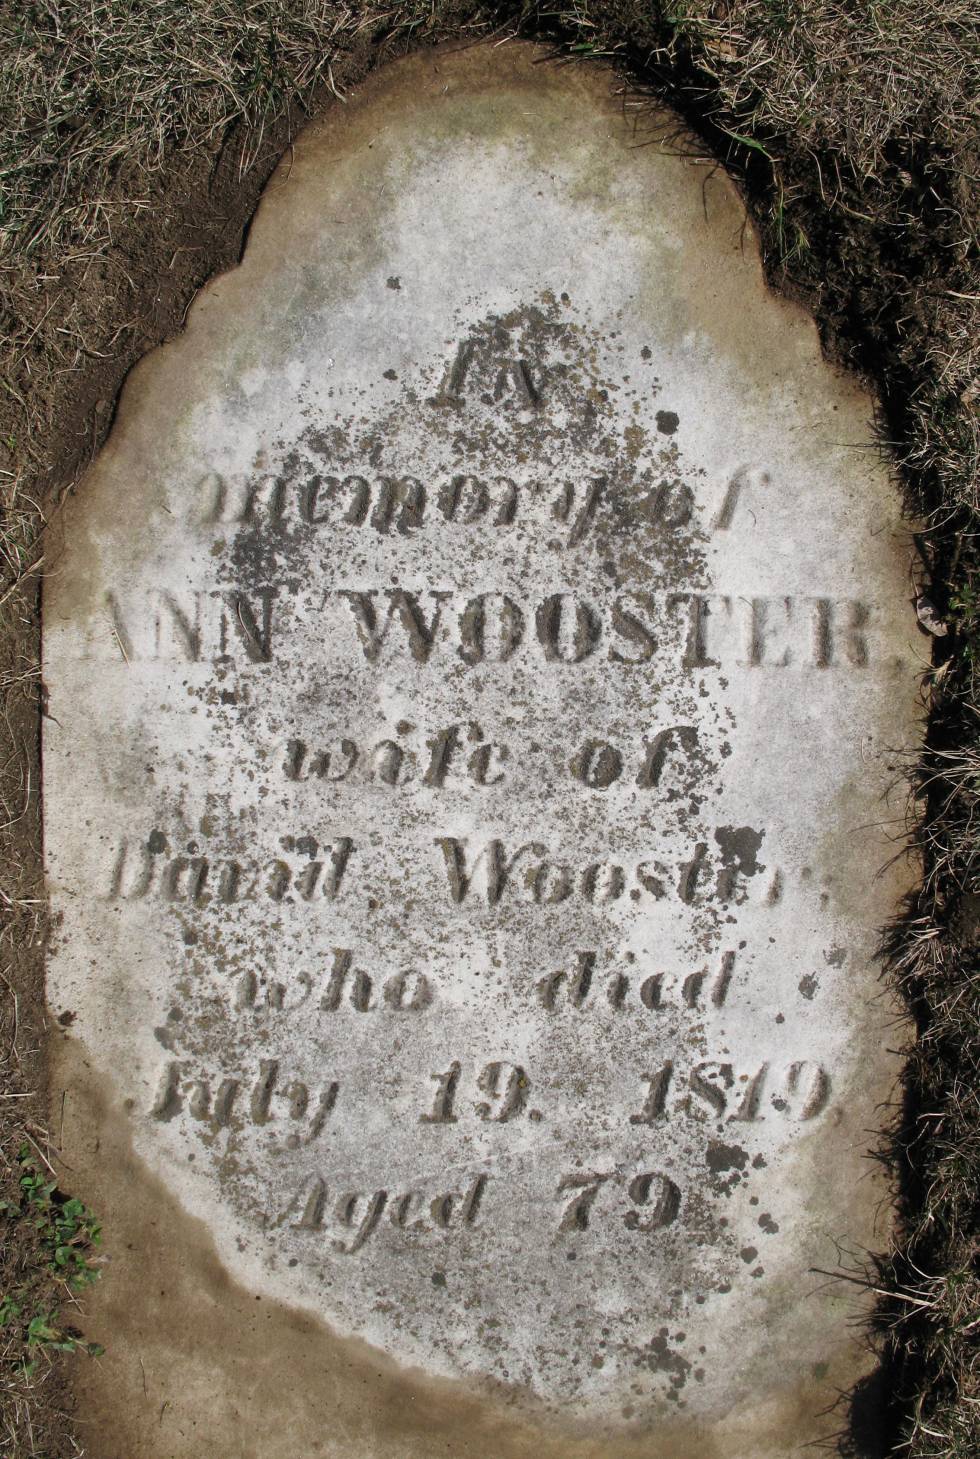 In
memory of
ANN WOOSTER
wife of
David Wooster
who died
July 19. 1819
Aged 79